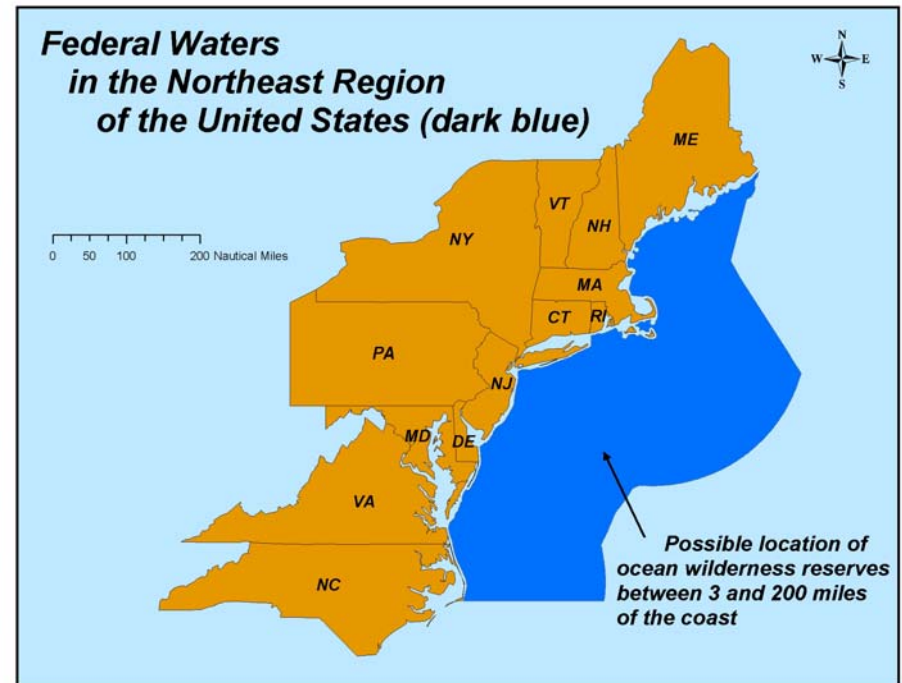 Federal Waters
in the Northeast Region
of the United States (dark blue)
N
W E
S
ME
VT
NH
NY
0 50 100 200 Nautical Miles
MA
CT RI
PA
NJ
MD DE
VA
NC
Possible location of
ocean wilderness reserves
between 3 and 200 miles
of the coast